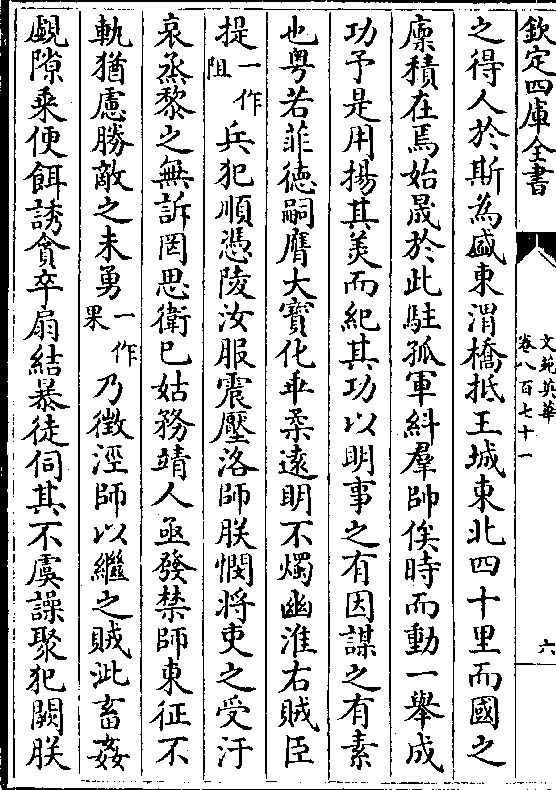 欽定四庫全書
文苑英華
卷八百七十一
六
之得人於斯為盛東渭橋抵王城東北四十里而國之
廪積在焉始晟於此駐孤軍糾羣帥俟時而動一舉成
功予是用揚其美而紀其功以明事之有因謀之有素
也粤若菲徳嗣膺大寳化乖柔逺明不燭幽淮右賊臣
提一作阻兵犯順憑陵汝服震壓洛師朕憫將吏之受汙
哀烝黎之無訴罔思衛巳姑務靖人亟發禁師東征不
軌猶慮勝敵之未勇一作果乃徵涇師以繼之賊泚畜姦
覷隙乘便餌誘貪卒扇結暴徒伺其不虞譟聚犯闕朕